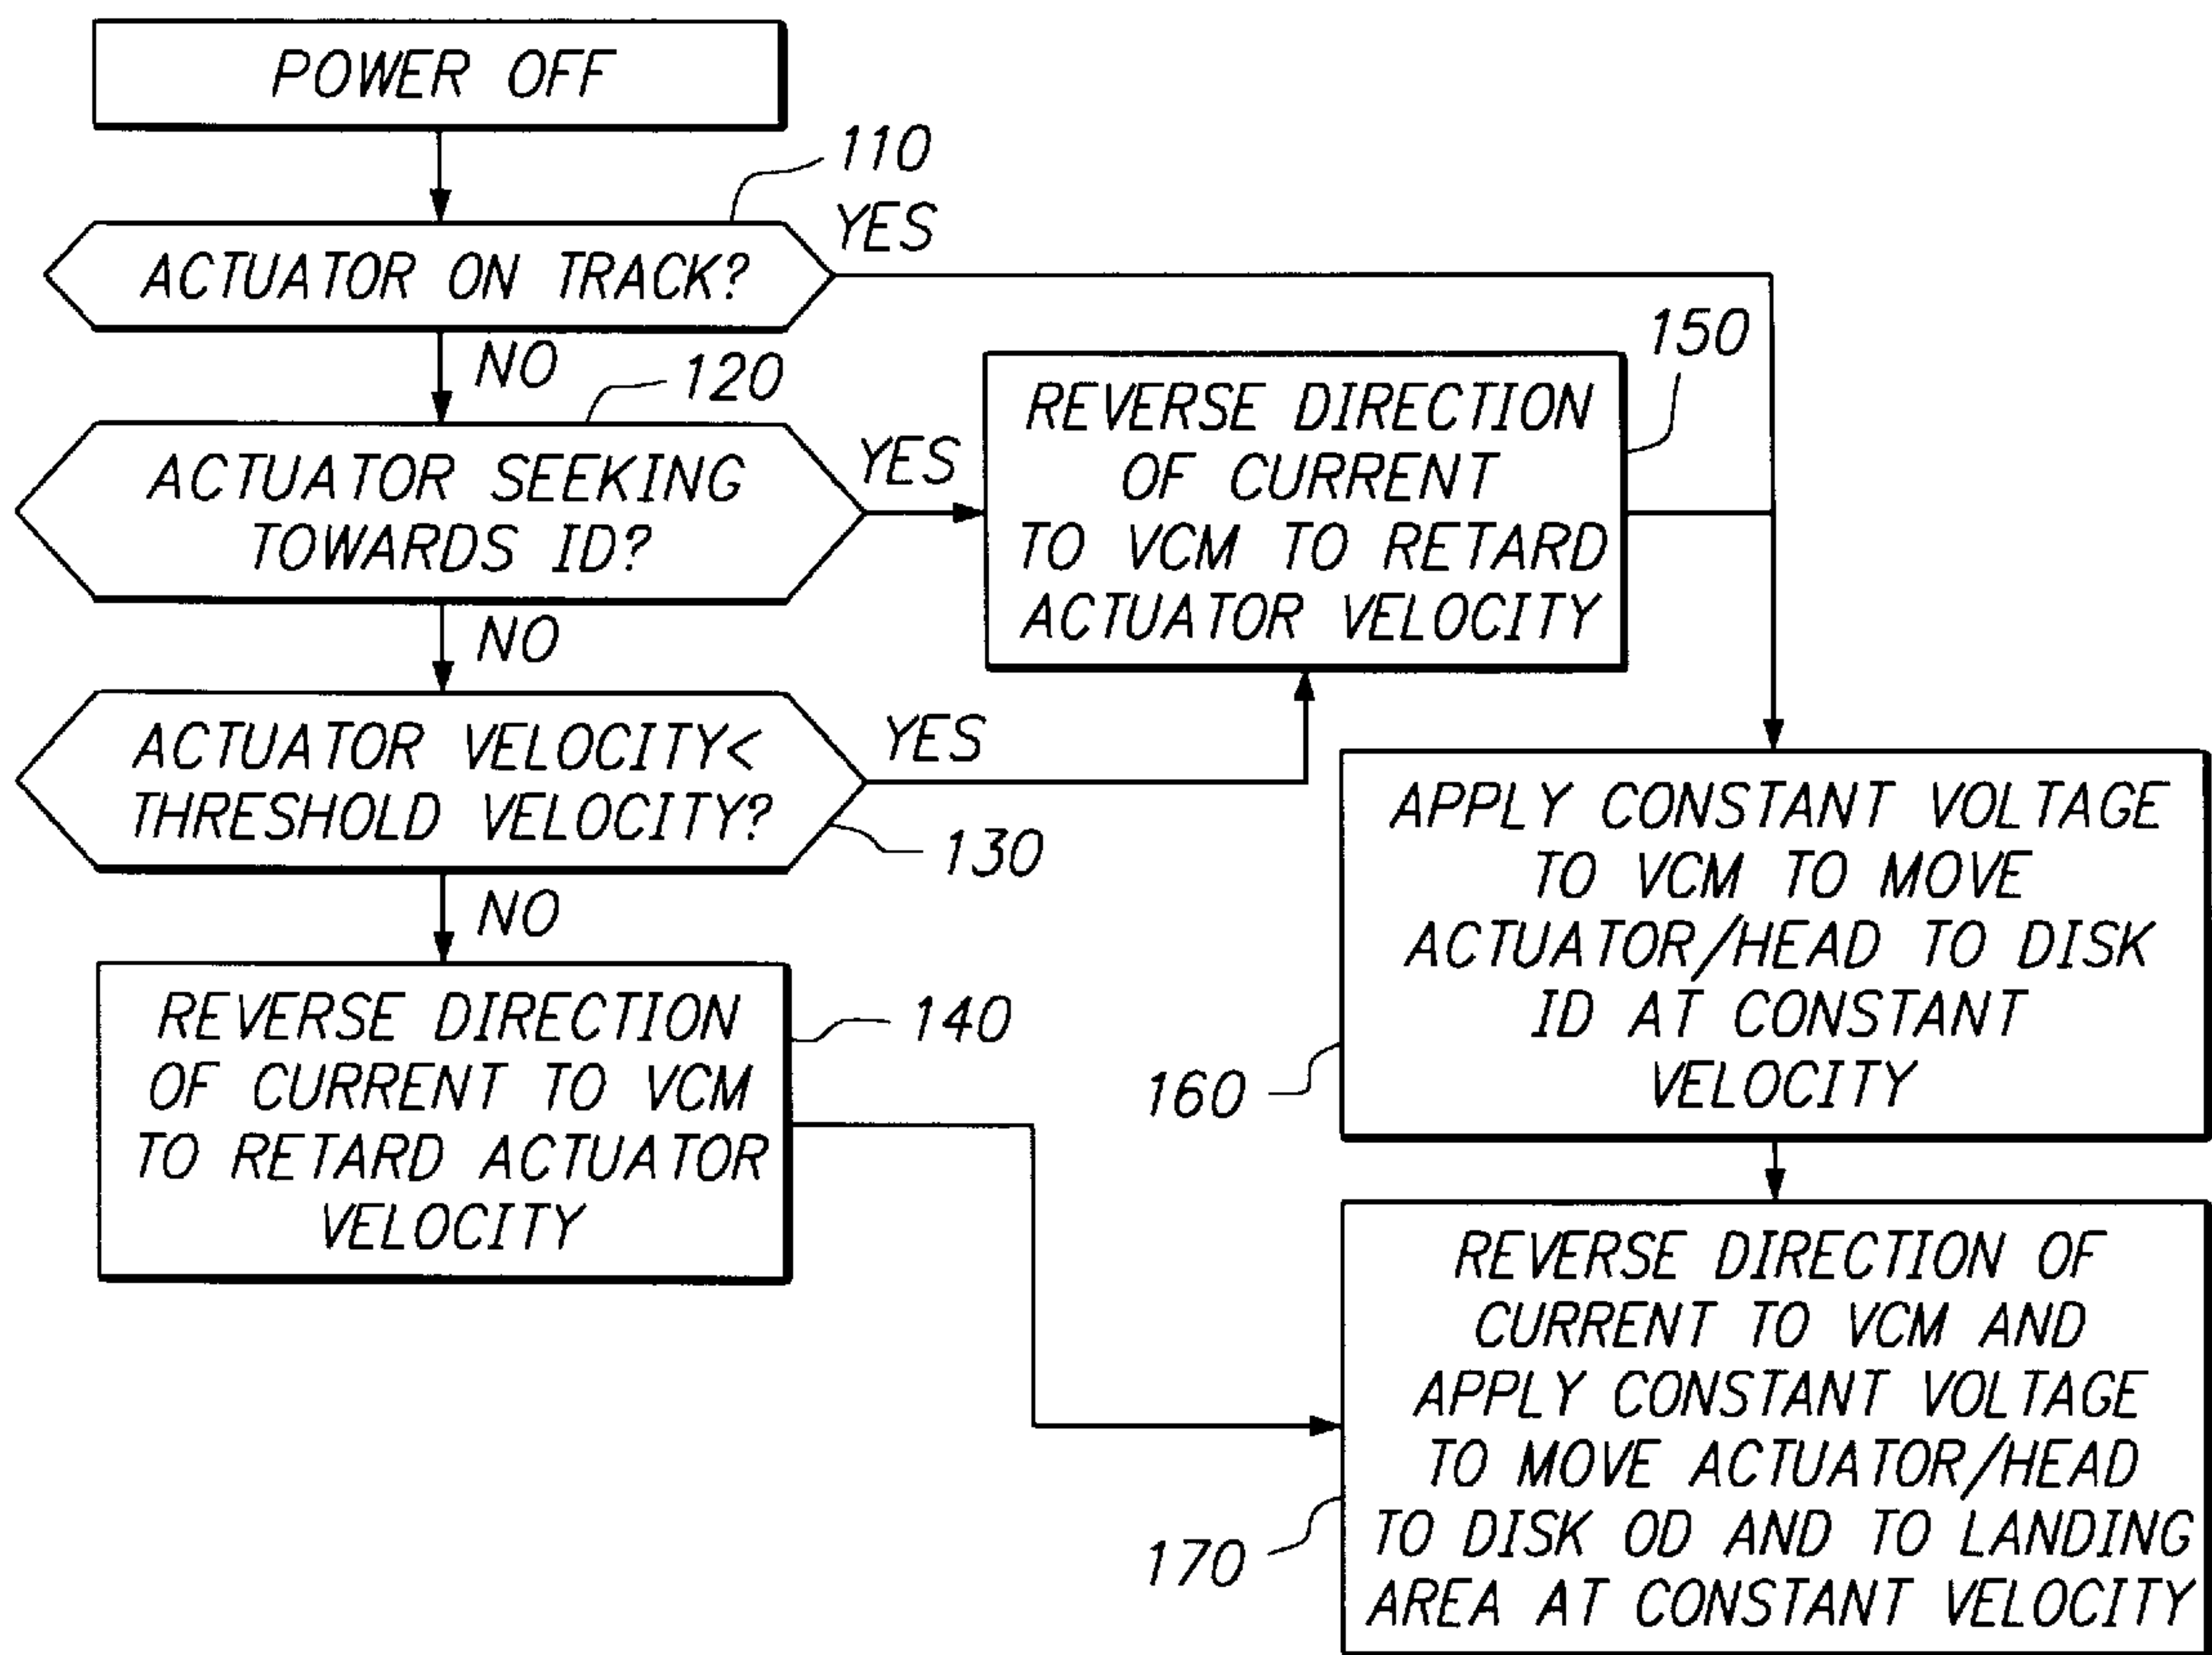 POWER OFF
110
YES
ACTUATOR ON TRACK?
NO
120
150
ACTUATOR SEEKING
TOWARDS ID?
YES
REVERSE DIRECTION
OF CURRENT
TO VCM TO RETARD
ACTUATOR VELOCITY
NO
ACTUATOR VELOCITY<
THRESHOLD VELOCITY?
YES
130
NO
APPLY CONSTANT VOLTAGE
TO VCM TO MOVE
ACTUATOR/HEAD TO DISK
ID AT CONSTANT
VELOCITY
160
REVERSE DIRECTION
OF CURRENT TO VCM
TO RETARD ACTUATOR
VELOCITY
140
REVERSE DIRECTION OF
CURRENT TO VCM AND
APPLY CONSTANT VOLTAGE
TO MOVE ACTUATOR/HEAD
TO DISK OD AND TO LANDING
AREA AT CONSTANT VELOCITY
170